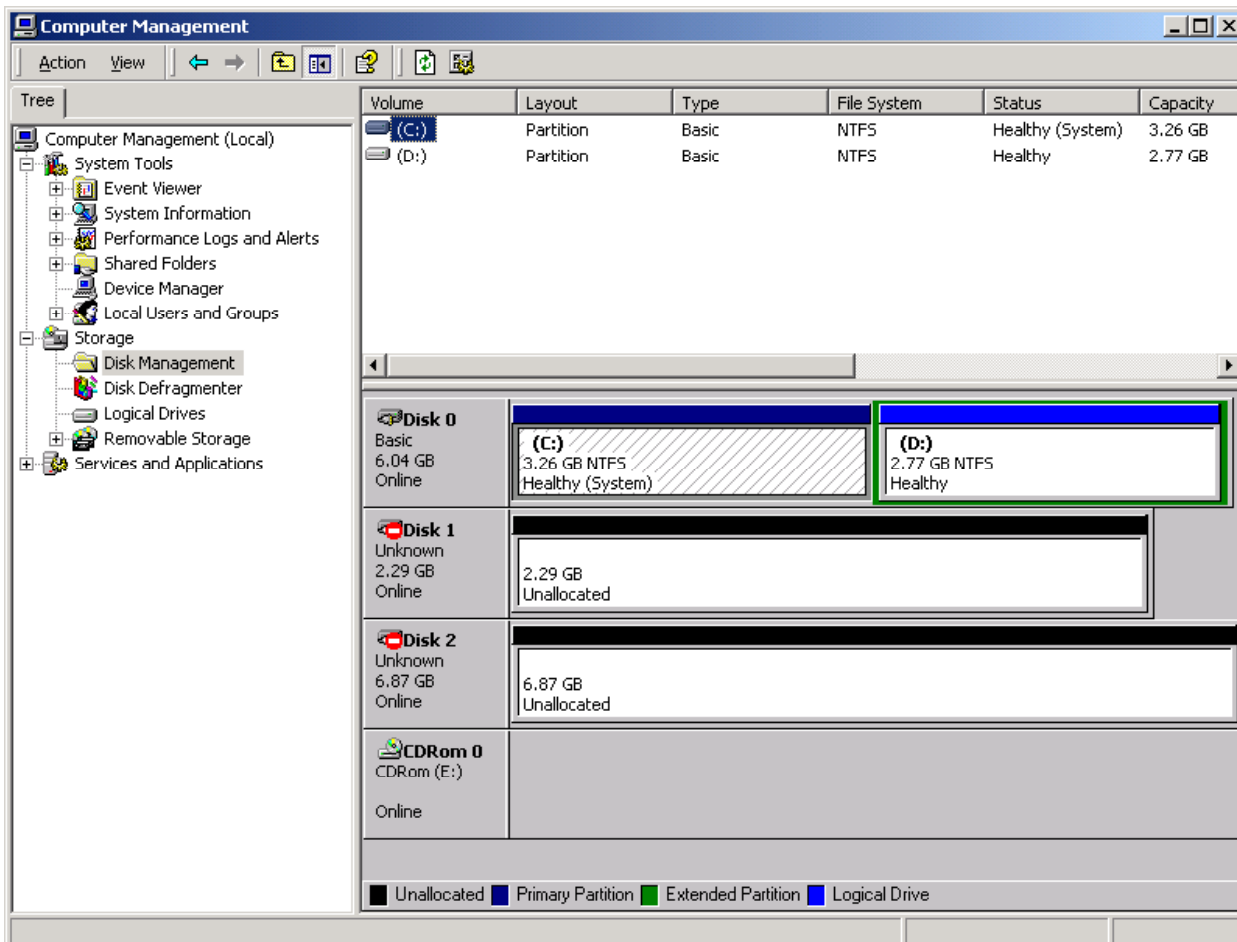 Computer Management
Action View
Tree
Computer Management (Local)
System Tools
Event Viewer
System Information
Performance Logs and Alerts
Shared Folders
Device Manager
Local Users and Groups
Storage
Disk Management
Disk Defragmenter
Logical Drives
Removable Storage
Services and Applications
Volume Layout Type File System Status Capacity
(C:) Partition Basic NTFS Healthy (System) 3.26 GB
(D:) Partition Basic NTFS Healthy 2.77 GB
Disk 0
Basic
6.04 GB
Online
(C:)
3.26 GB NTFS
Healthy (System)
(D:)
2.77 GB NTFS
Healthy
Disk 1
Unknown
2.29 GB
Online
2.29 GB
Unallocated
Disk 2
Unknown
6.87 GB
Online
6.87 GB
Unallocated
CDRom 0
CDRom (E:)
Online
Unallocated Primary Partition Extended Partition Logical Drive